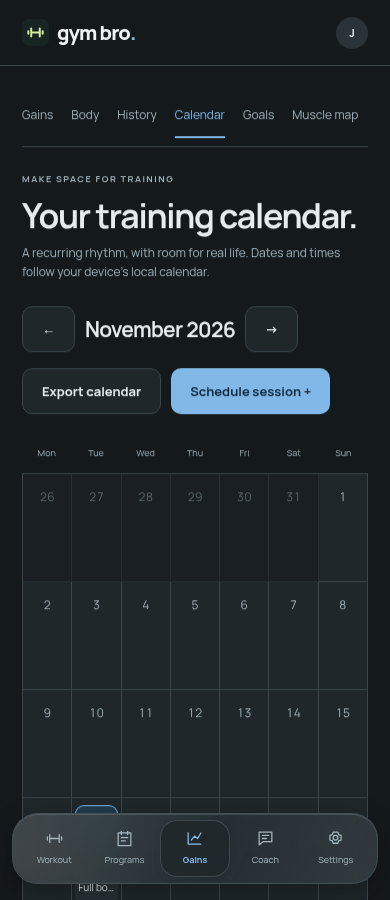 gym bro.
J
Gains Body History Calendar Goals Muscle map
MAKE SPACE FOR TRAINING
Your training calendar.
A recurring rhythm, with room for real life. Dates and times
follow your device's local calendar.
← November 2026 →
Export calendar Schedule session +
Mon Tue Wed Thu Fri Sat Sun
26 27 28 29 30 31 1
2 3 4 5 6 7 8
9 10 11 12 13 14 15
Workout Programs Gains Coach Settings
Full bo...